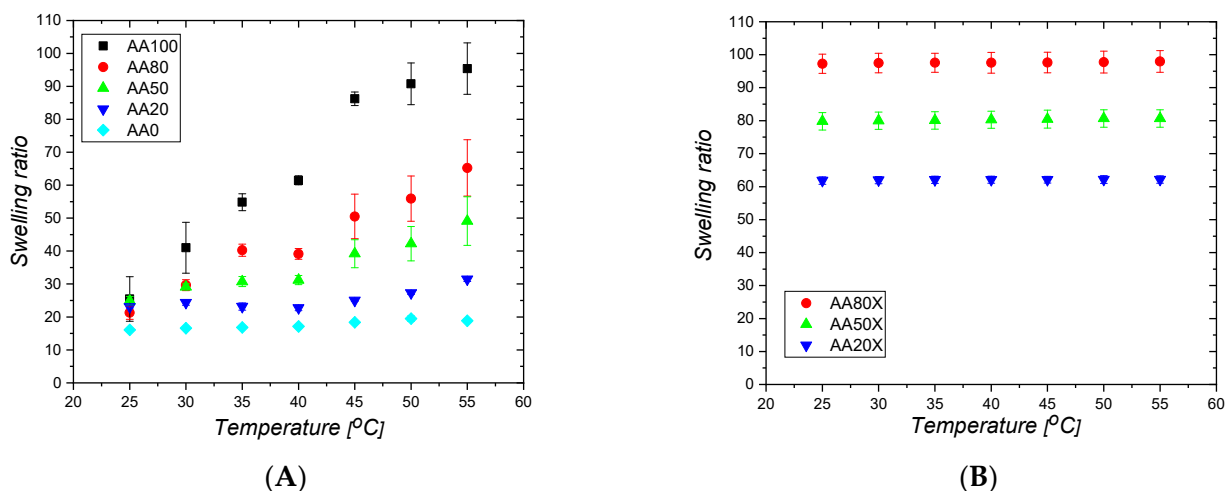 110
100
90
80
70
60
50
40
30
20
10
0
Swelling ratio
AA100
AA80
AA50
AA20
AA0
20 25 30 35 40 45 50 55 60
Temperature [°C]
(A)
110
100
90
80
70
60
50
40
30
20
10
0
Swelling ratio
AA80X
AA50X
AA20X
20 25 30 35 40 45 50 55 60
Temperature [°C]
(B)